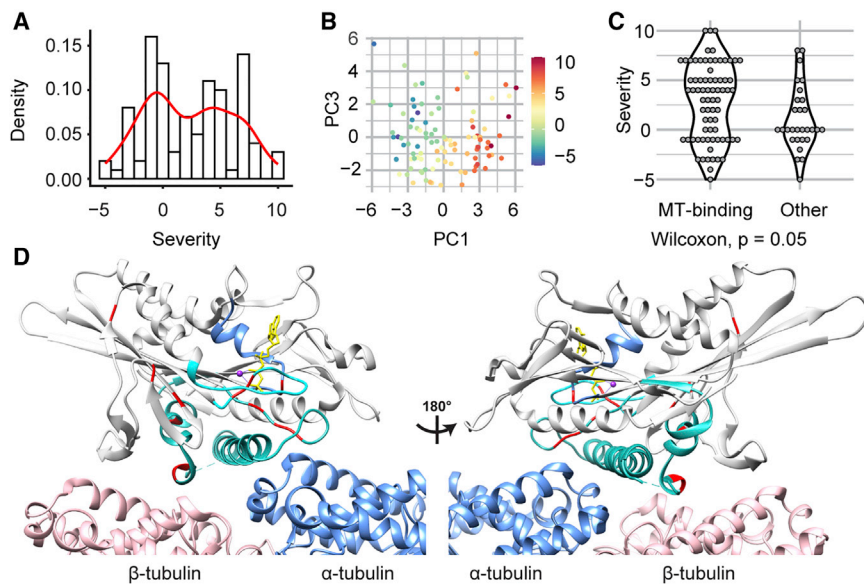 A
Density
0.15
0.10
0.05
0.00
−5
0
5
10
Severity
B
PC3
6
4
2
0
−2
−6
−3
0
3
6
PC1
10
5
0
−5
C
Severity
10
5
0
−5
MT-binding
Other
Wilcoxon, p = 0.05
D
180°
β-tubulin
α-tubulin
α-tubulin
β-tubulin